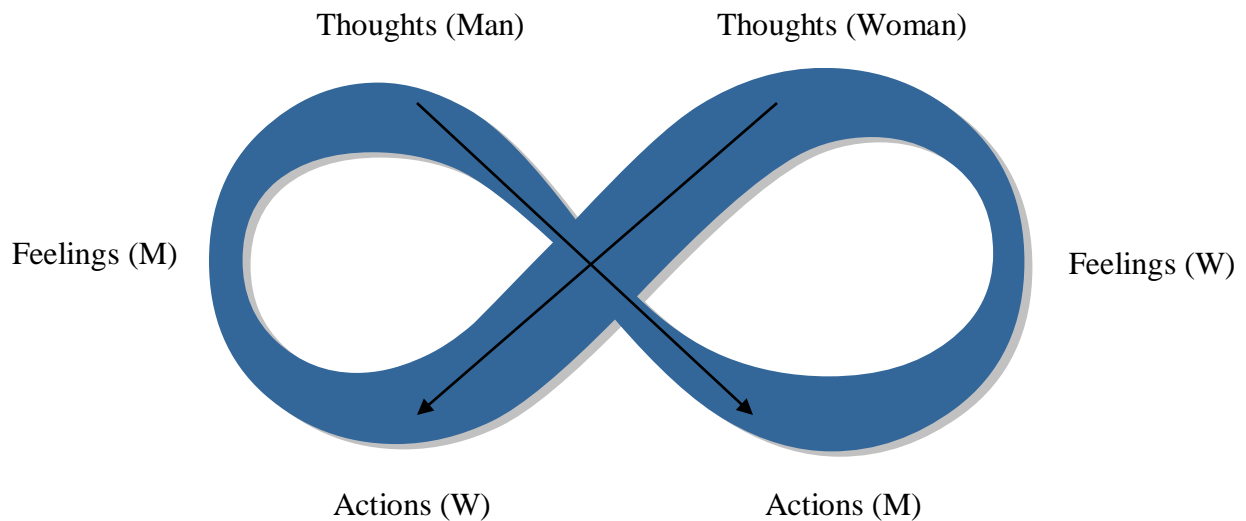 Thoughts (Man)
Thoughts (Woman)
Feelings (M)
Feelings (W)
Actions (W)
Actions (M)